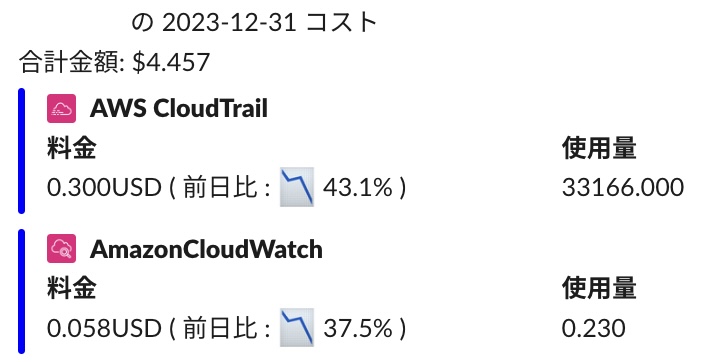 の 2023-12-31 コスト
合計金額: $4.457
AWS CloudTrail
料金 使用量
0.300USD ( 前日比 : 📉 43.1% ) 33166.000
AmazonCloudWatch
料金 使用量
0.058USD ( 前日比 : 📉 37.5% ) 0.230